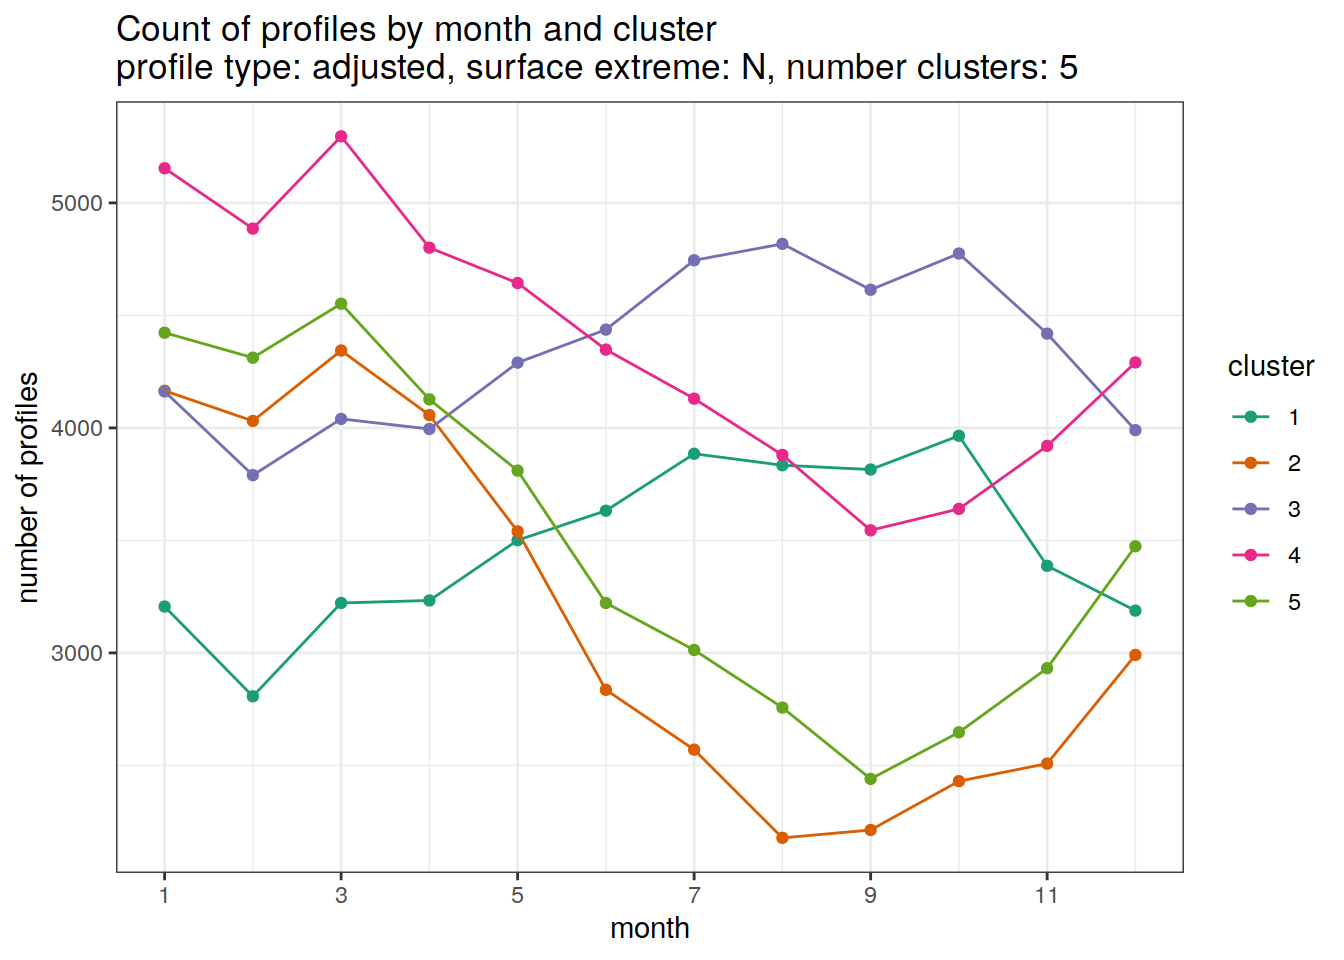 Count of profiles by month and cluster
profile type: adjusted, surface extreme: N, number clusters: 5
number of profiles
5000
4000
3000
1 3 5 7 9 11
month
cluster
1
2
3
4
5